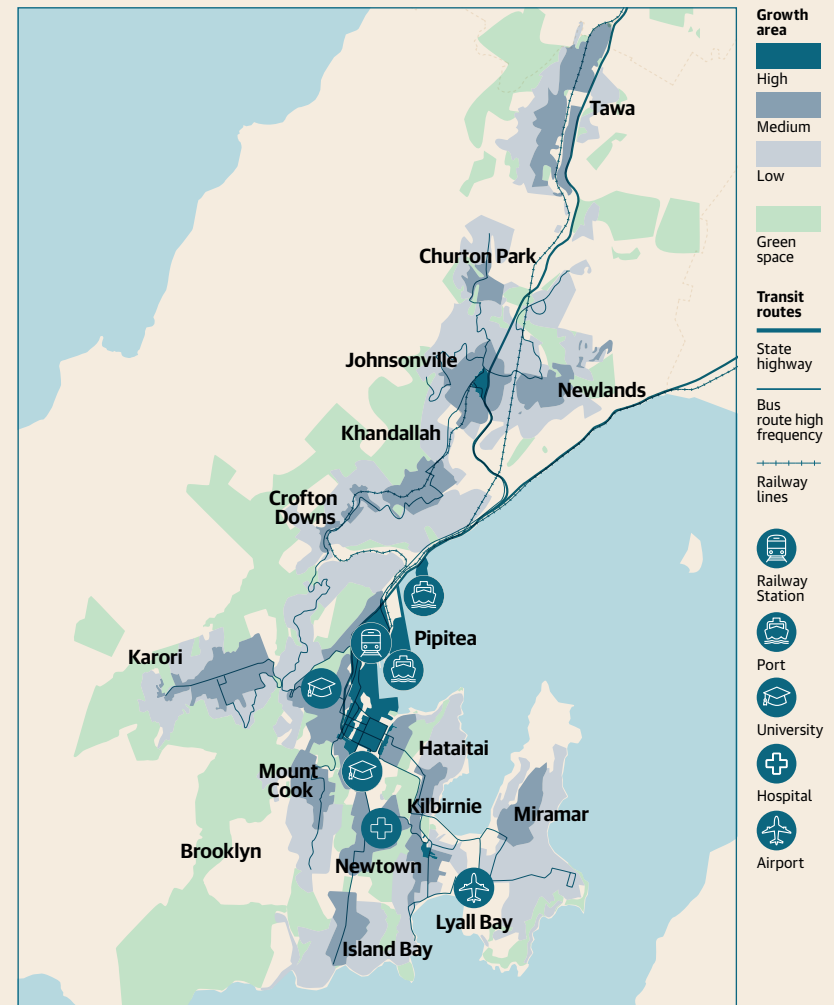 Tawa
Churton Park
Johnsonville
Newlands
Khandallah
Crofton
Downs
Pipitea
Karori
Hataitai
Mount
Cook
Kilbirnie
Miramar
Brooklyn
Newtown
Lyall Bay
Island Bay
Growth
area
High
Medium
Low
Green
space
Transit
routes
State
highway
Bus
route high
frequency
Railway
lines
Railway
Station
Port
University
Hospital
Airport